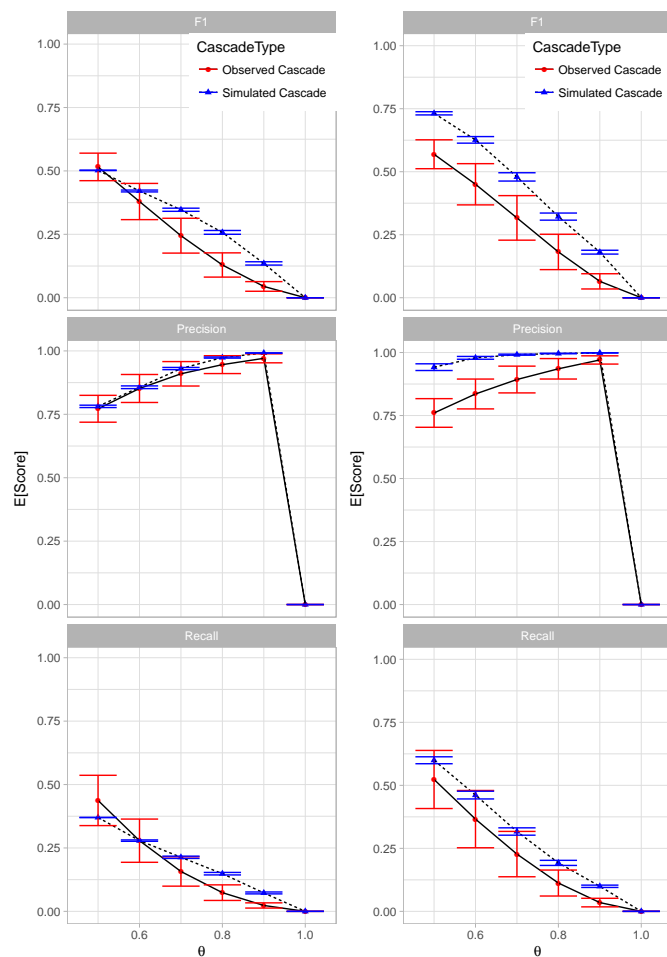 F1
1.00
0.75
0.50
0.25
0.00
CascadeType
Observed Cascade
Simulated Cascade
Precision
1.00
0.75
0.50
0.25
0.00
E[Score]
Recall
1.00
0.75
0.50
0.25
0.00
0.6
0.8
1.0
θ
F1
1.00
0.75
0.50
0.25
0.00
CascadeType
Observed Cascade
Simulated Cascade
Precision
1.00
0.75
0.50
0.25
0.00
E[Score]
Recall
1.00
0.75
0.50
0.25
0.00
0.6
0.8
1.0
θ